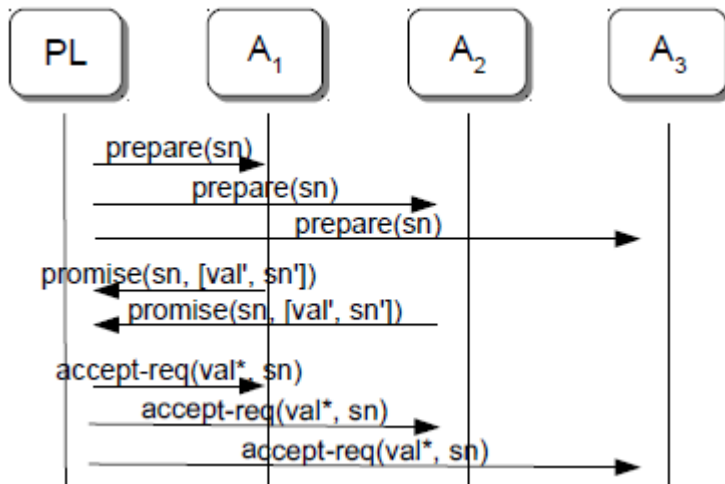 PL A₁ A₂ A₃
prepare(sn)
prepare(sn)
prepare(sn)
promise(sn, [val', sn'])
promise(sn, [val', sn'])
accept-req(val*, sn)
accept-req(val*, sn)
accept-req(val*, sn)